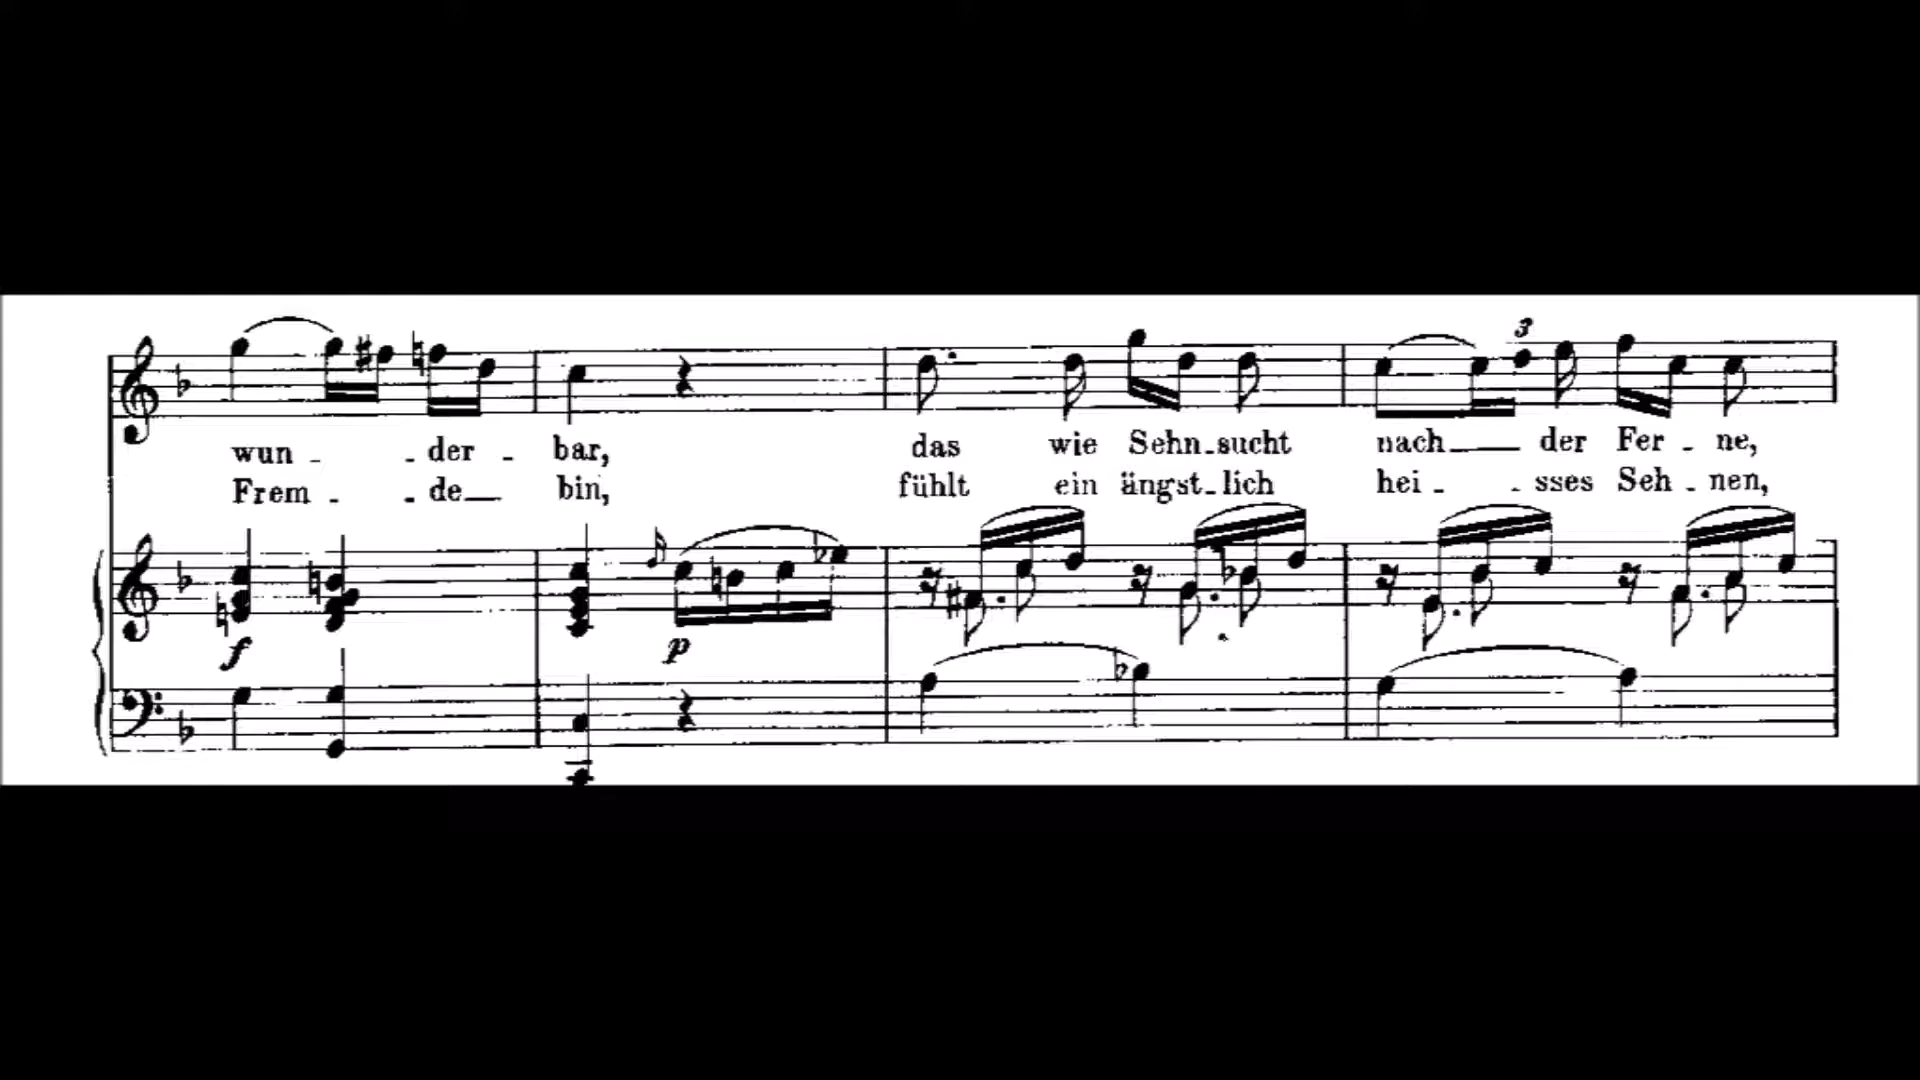 3
wun - - der - bar, das wie Sehn-sucht nach der Fer - ne,
Frem - - de bin, fühlt ein ängst-lich hei - - sses Seh - nen,
f p